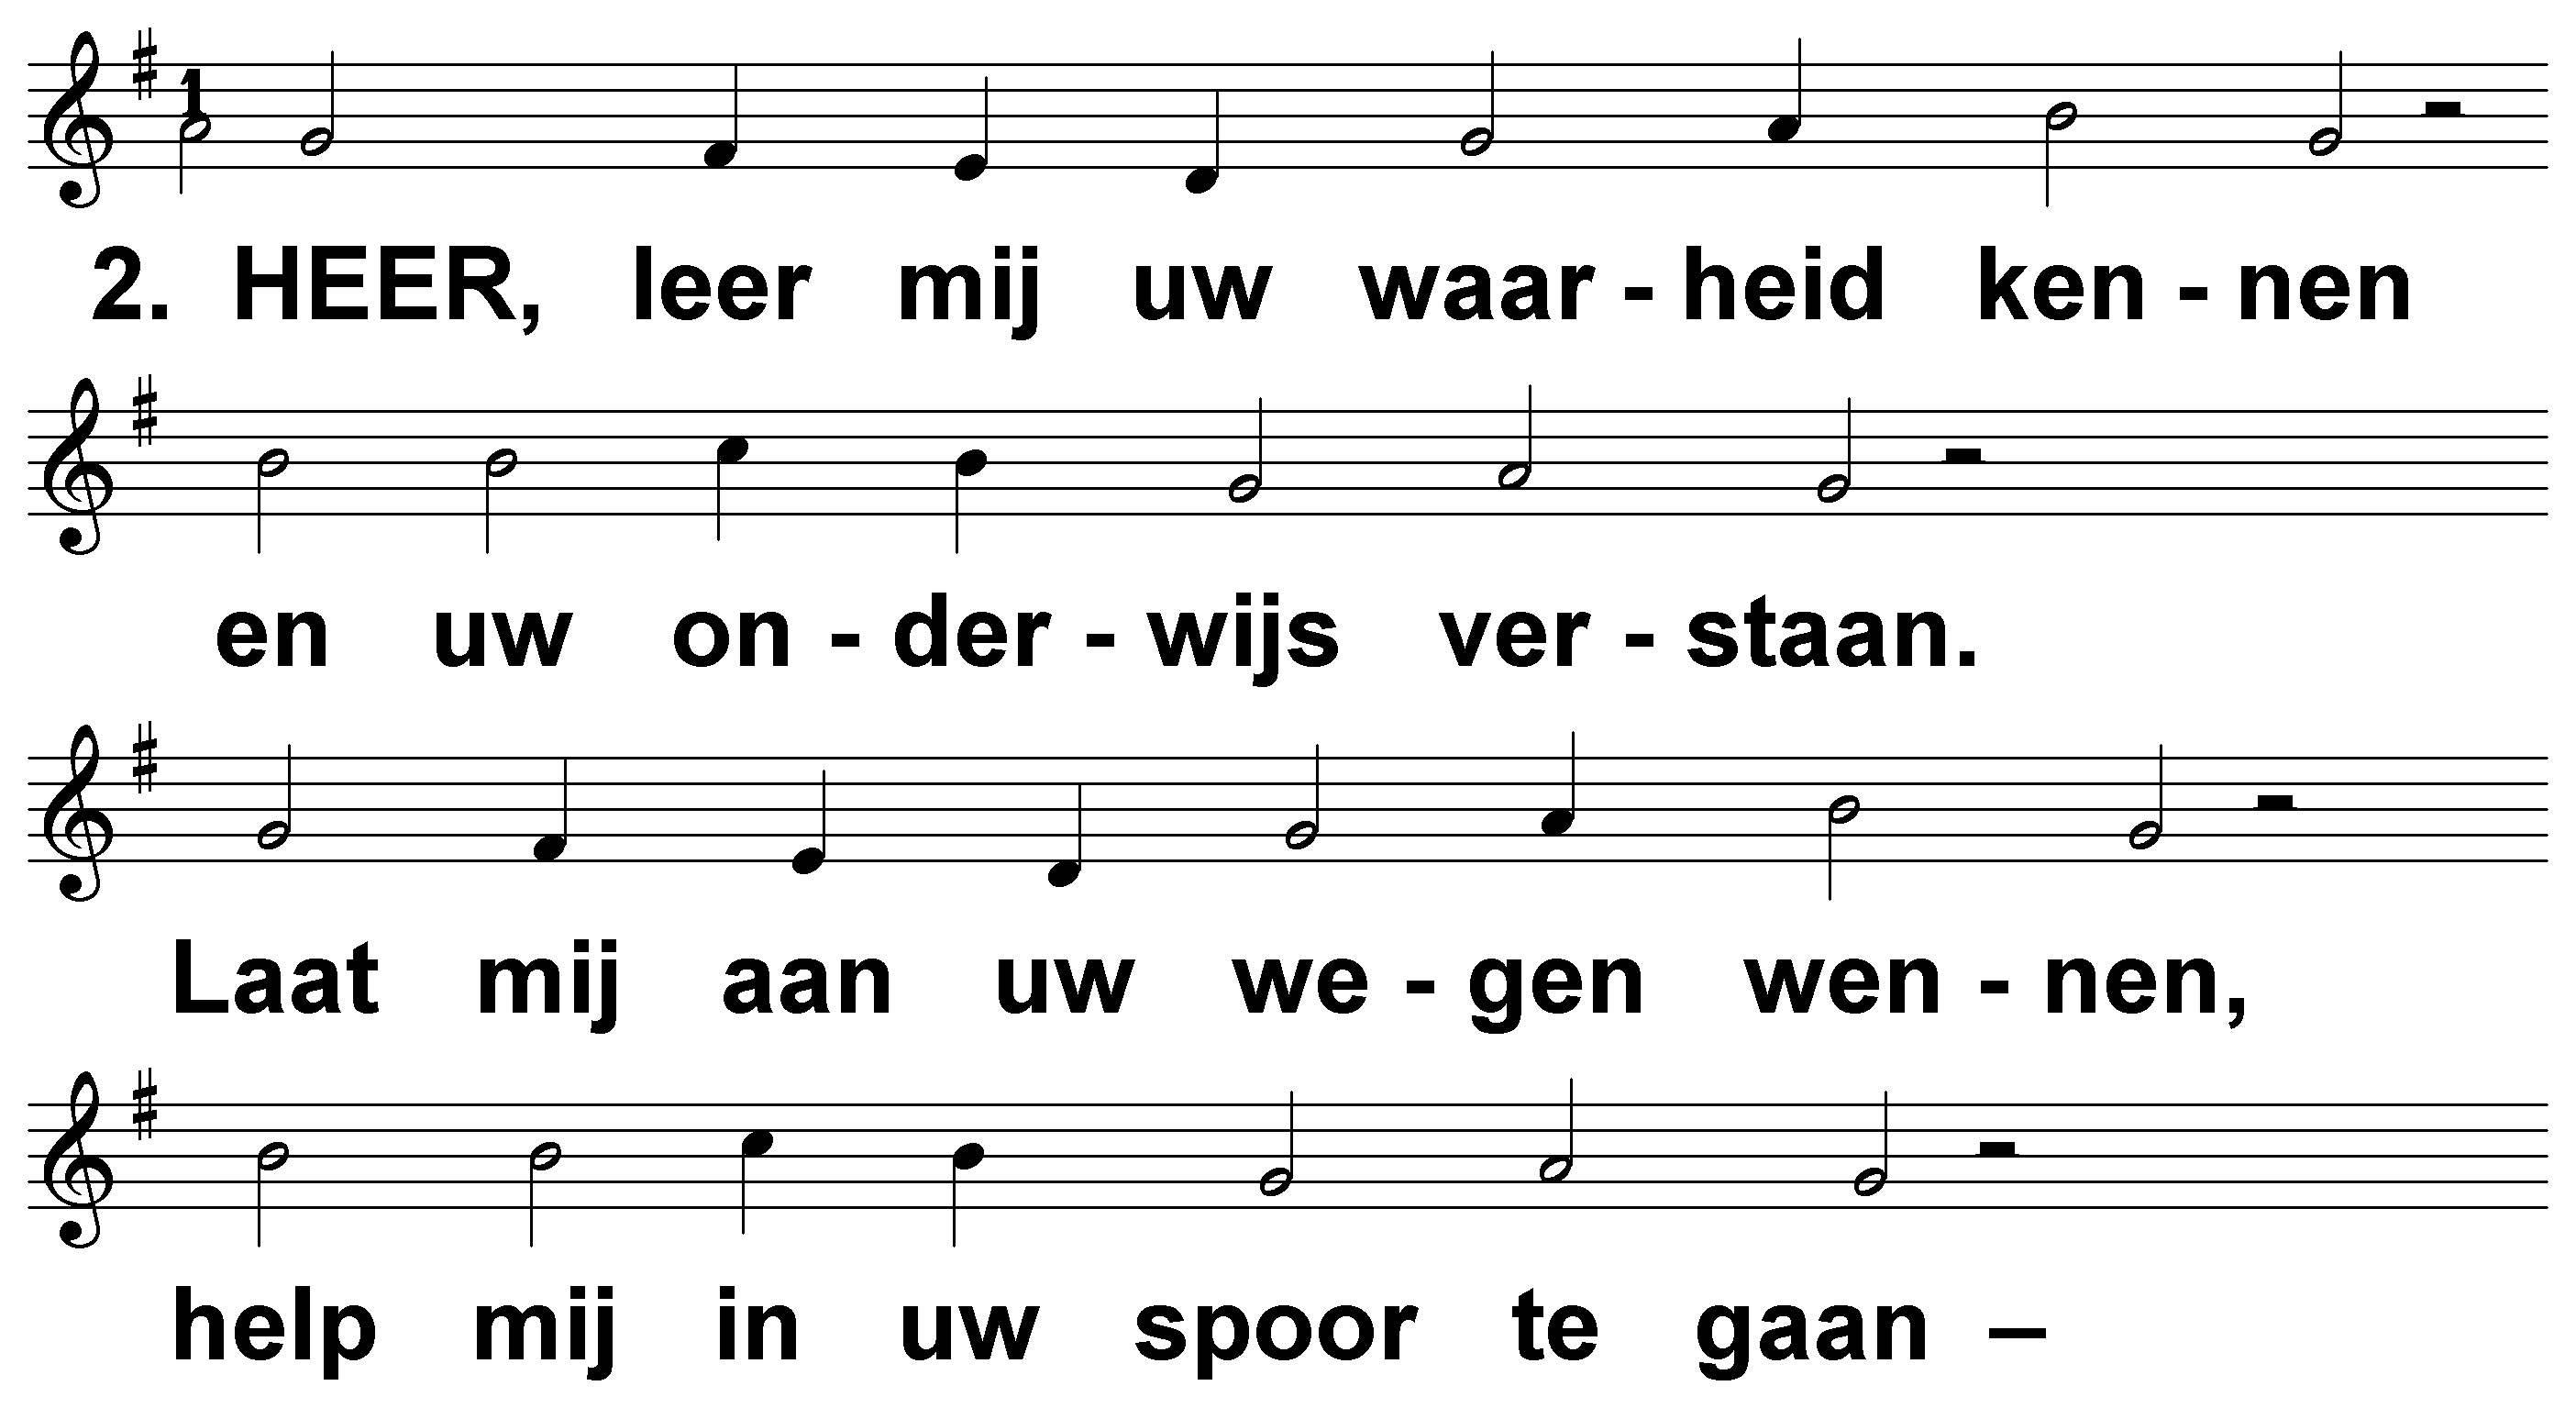 1
2. HEER, leer mij uw waar - heid ken - nen
en uw on - der - wijs ver - staan.
Laat mij aan uw we - gen wen - nen,
help mij in uw spoor te gaan –